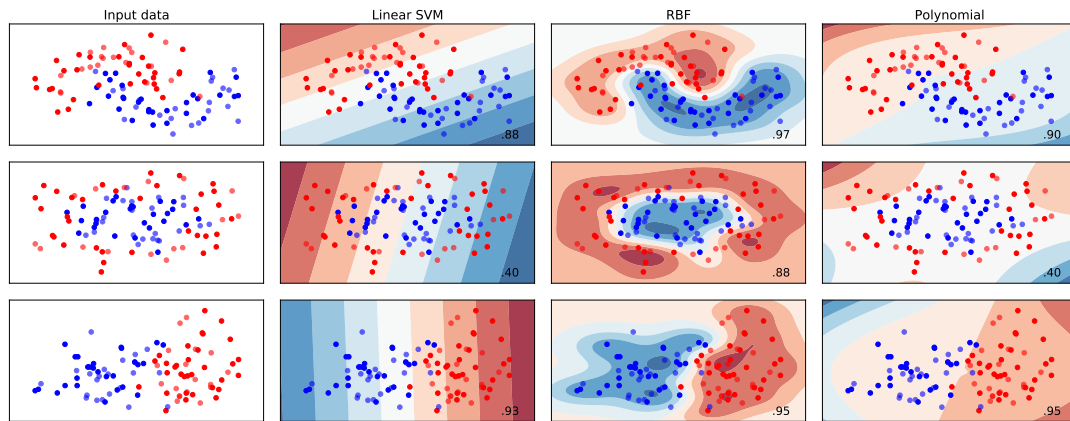 Input data
Linear SVM
RBF
Polynomial
.88
.97
.90
.40
.88
.40
.93
.95
.95